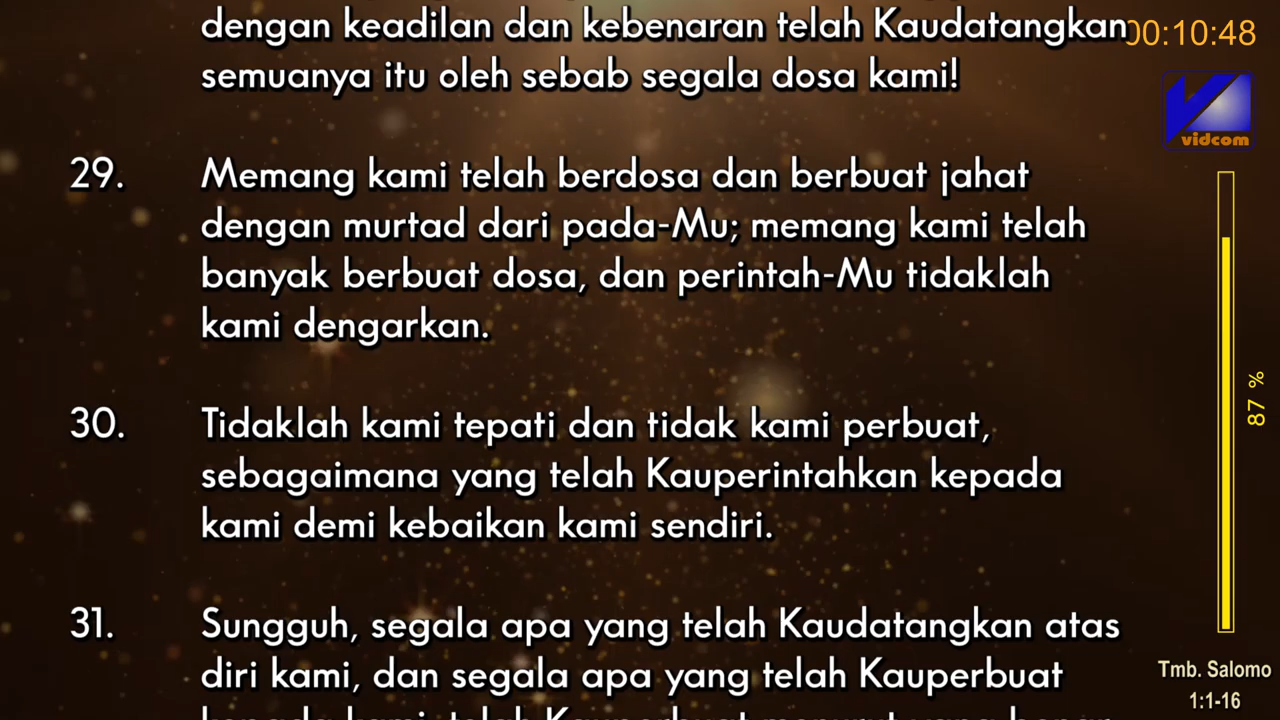 dengan keadilan dan kebenaran telah Kaudatangkan
semuanya itu oleh sebab segala dosa kami!
29. Memang kami telah berdosa dan berbuat jahat
dengan murtad dari pada-Mu; memang kami telah
banyak berbuat dosa, dan perintah-Mu tidaklah
kami dengarkan.
30. Tidaklah kami tepati dan tidak kami perbuat,
sebagaimana yang telah Kauperintahkan kepada
kami demi kebaikan kami sendiri.
31. Sungguh, segala apa yang telah Kaudatangkan atas
diri kami, dan segala apa yang telah Kauperbuat
00:10:48
vidcom
87 %
Tmb. Salomo
1:1-16